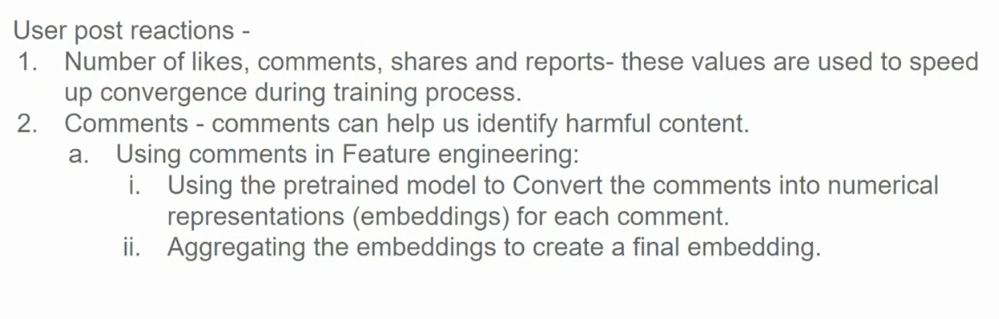 User post reactions -
1. Number of likes, comments, shares and reports- these values are used to speed
up convergence during training process.
2. Comments - comments can help us identify harmful content.
a. Using comments in Feature engineering:
i. Using the pretrained model to Convert the comments into numerical
representations (embeddings) for each comment.
ii. Aggregating the embeddings to create a final embedding.